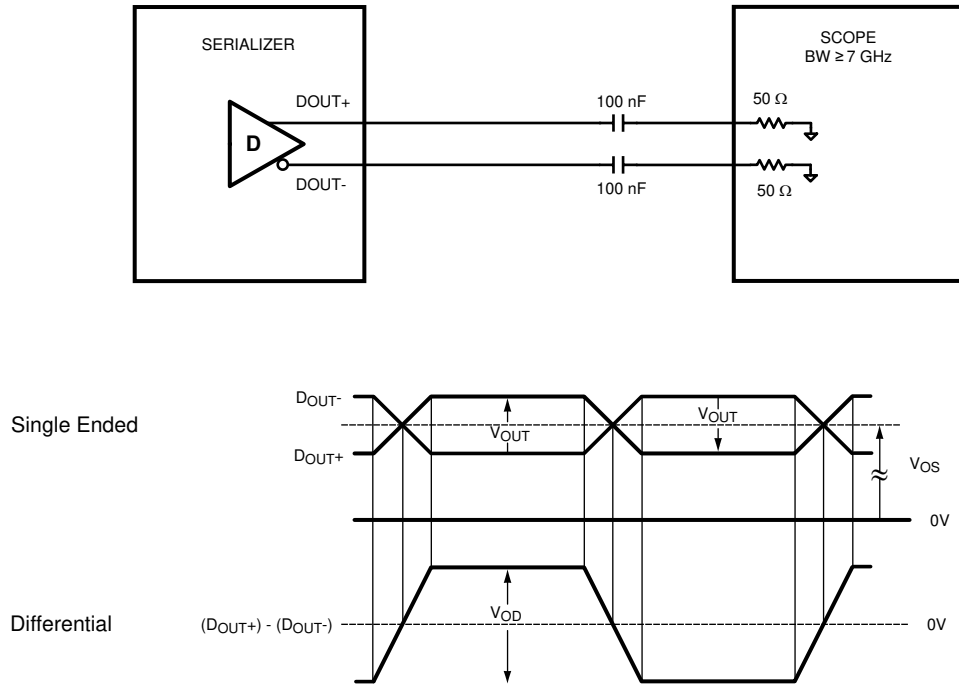 SERIALIZER
SCOPE
BW ≥ 7 GHz
DOUT+
100 nF
50 Ω
D
DOUT-
100 nF
50 Ω
Single Ended
DOUT-
VOUT
VOUT
DOUT+
VOS
≈
0V
Differential
(DOUT+) - (DOUT-)
VOD
0V